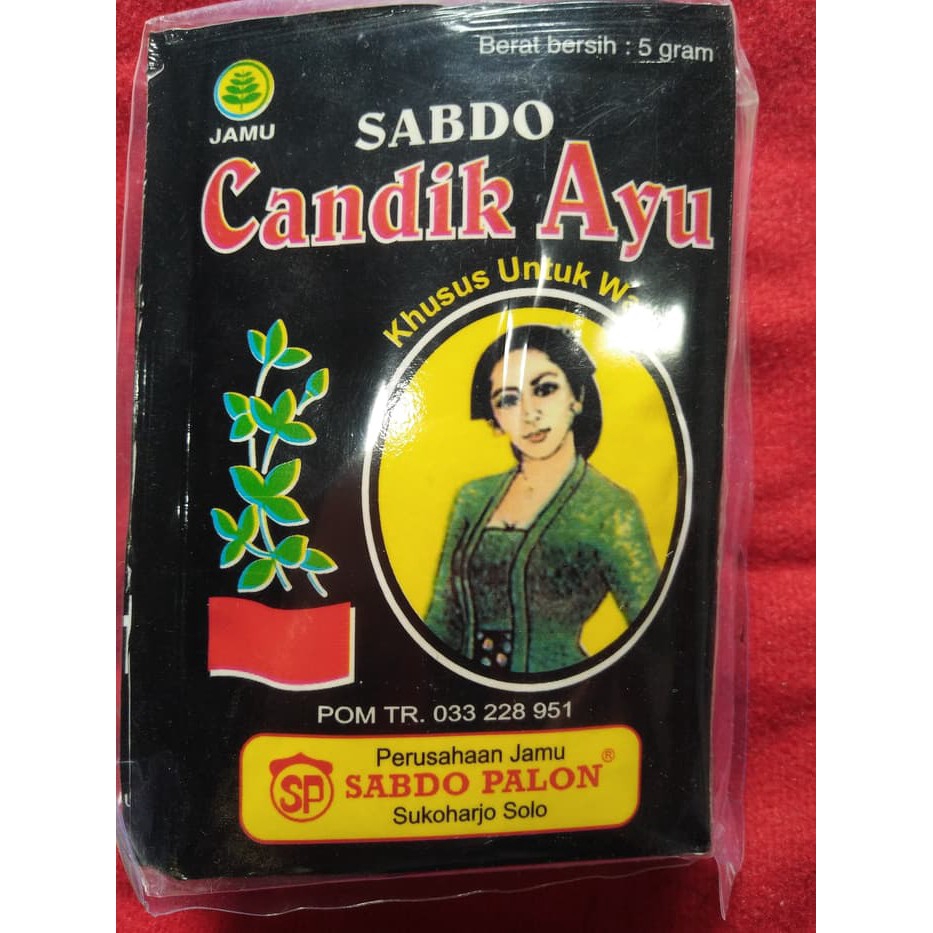 Berat bersih : 5 gram
JAMU
SABDO
Candik Ayu
Khusus Untuk
POM TR. 033 228 951
Perusahaan Jamu
SP SABDO PALON®
Sukoharjo Solo